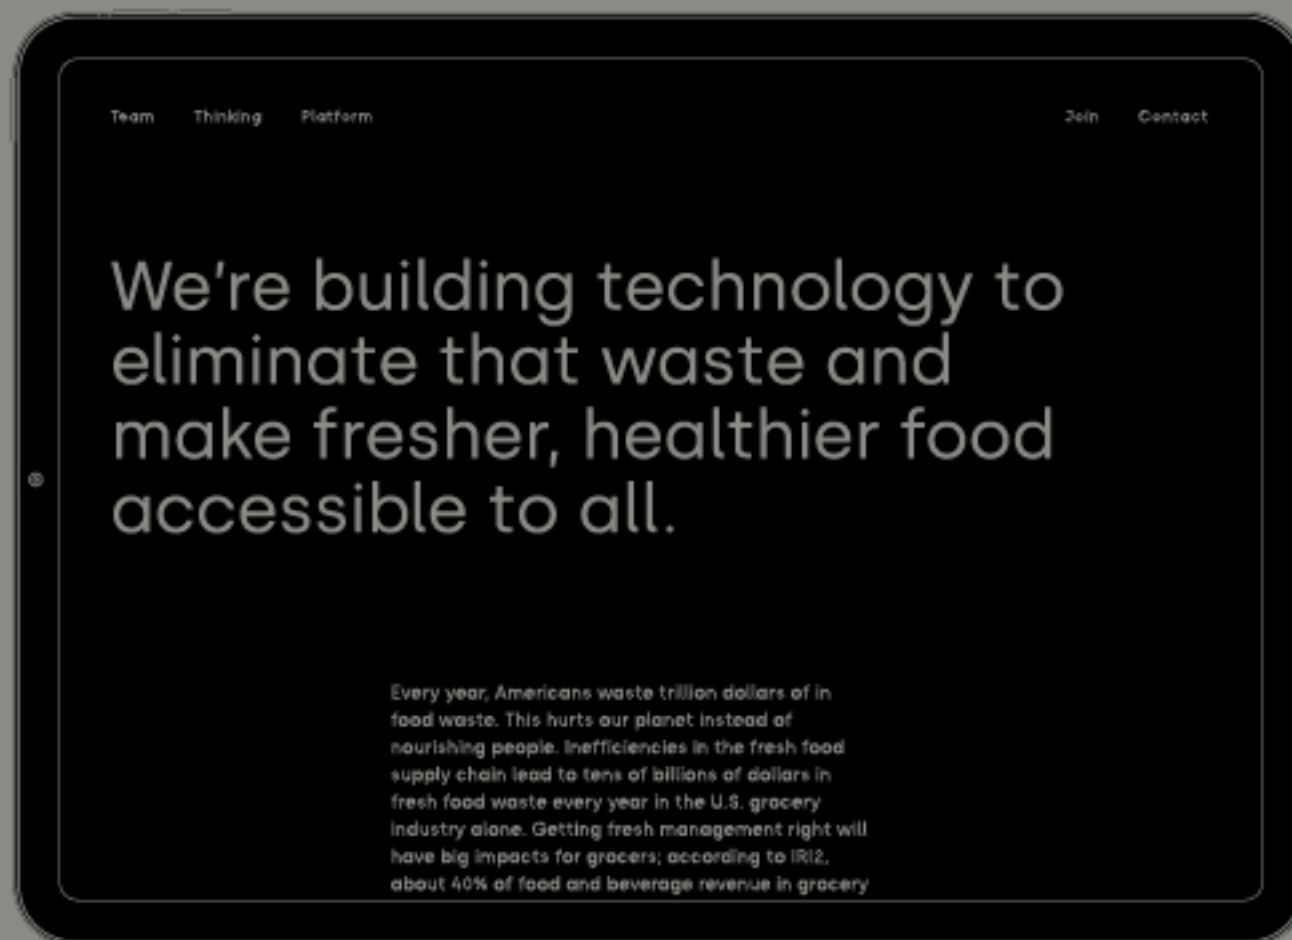 Team Thinking Platform Join Contact
We're building technology to
eliminate that waste and
make fresher, healthier food
accessible to all.
Every year, Americans waste trillion dollars of in
food waste. This hurts our planet instead of
nourishing people. Inefficiencies in the fresh food
supply chain lead to tens of billions of dollars in
fresh food waste every year in the U.S. grocery
industry alone. Getting fresh management right will
have big impacts for grocers; according to IRI2,
about 40% of food and beverage revenue in grocery